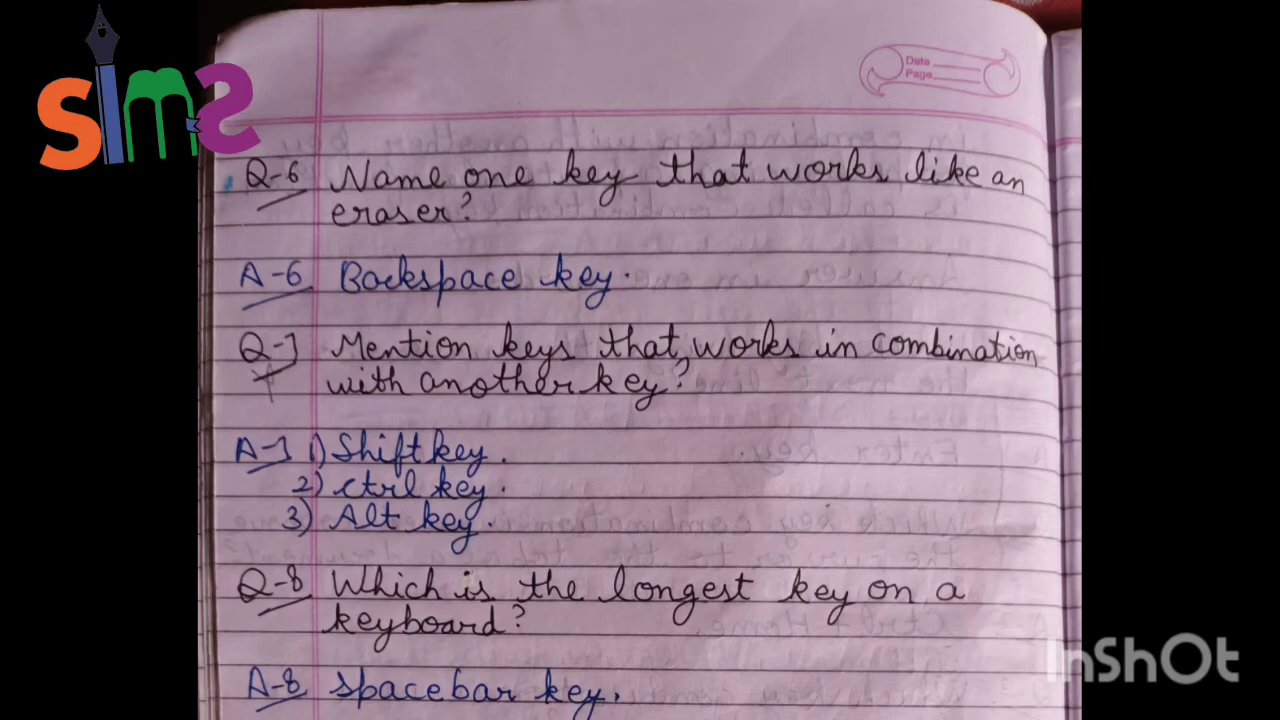 SIMS
Date
Page
Q-6 Name one key that works like an
eraser?
A-6 Backspace key.
Q-7 Mention keys that works in combination
with another key?
A-7 1) Shift key.
2) ctrl key.
3) Alt key.
Q-8 Which is the longest key on a
keyboard?
A-8 spacebar key.
InShOt